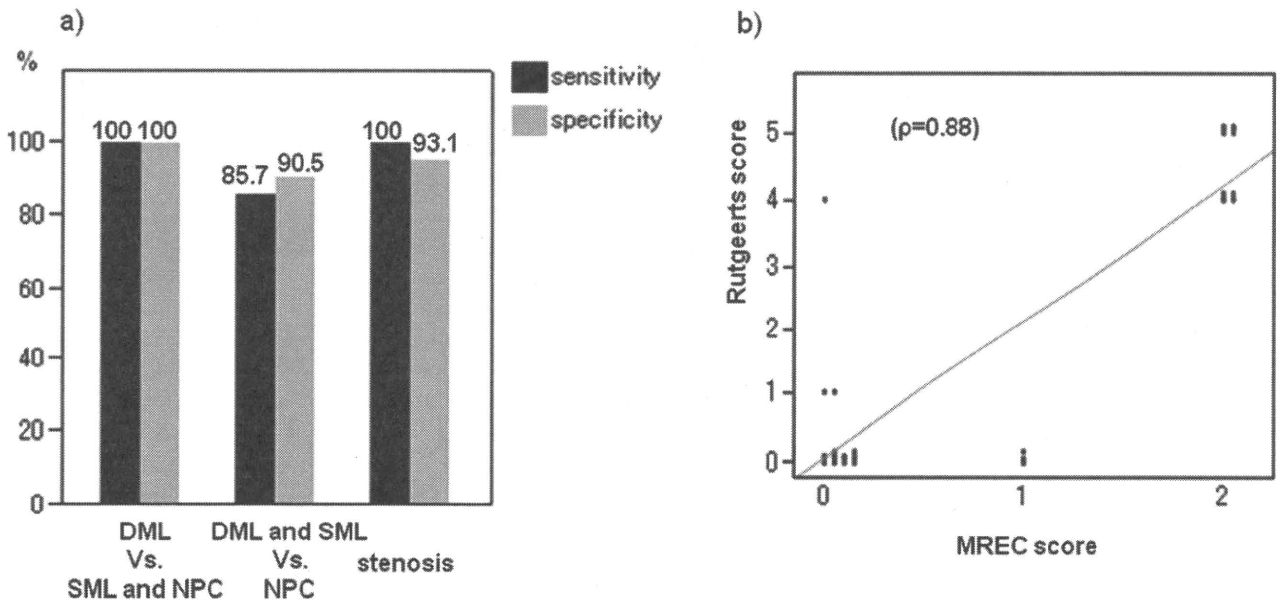 a)
%
100
80
60
40
20
0
100 100
85.7 90.5
100 93.1
DML
Vs.
SML and NPC
DML and SML
Vs.
NPC
stenosis
sensitivity
specificity
b)
Rutgeerts score
5
4
3
2
1
0
(ρ=0.88)
0 1 2
MREC score